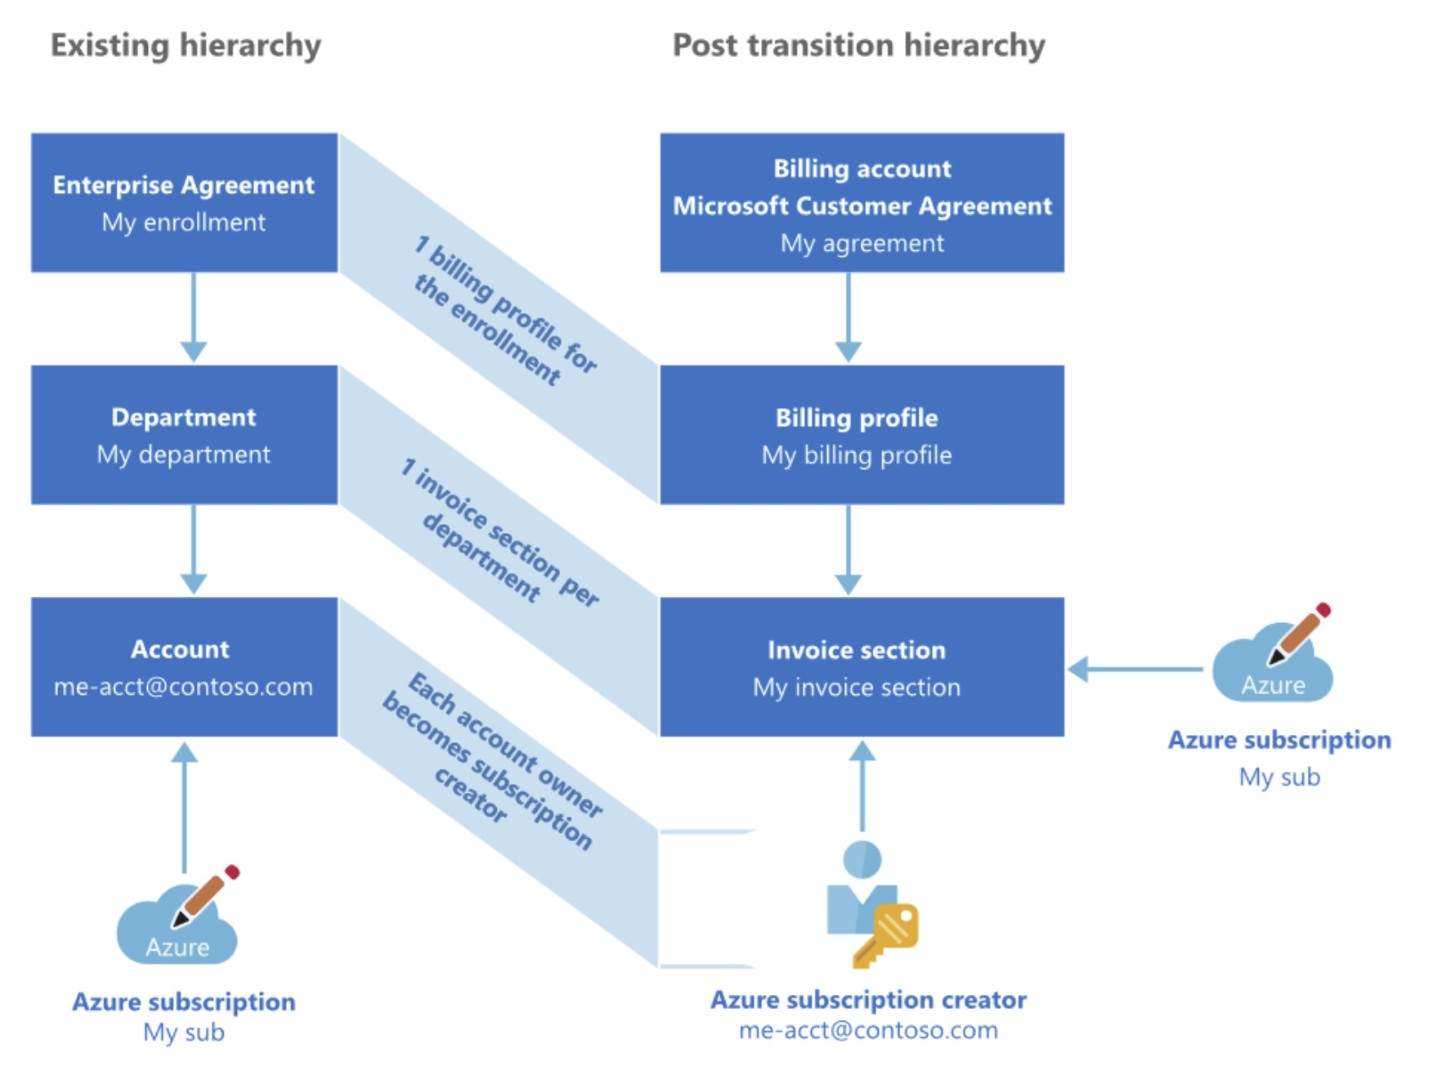 Existing hierarchy
Post transition hierarchy
Enterprise Agreement
My enrollment
Billing account
Microsoft Customer Agreement
My agreement
1 billing profile for
the enrollment
Department
My department
Billing profile
My billing profile
1 invoice section per
department
Account
me-acct@contoso.com
Invoice section
My invoice section
Azure
Azure subscription
My sub
Each account owner
becomes subscription
creator
Azure
Azure subscription
My sub
Azure subscription creator
me-acct@contoso.com